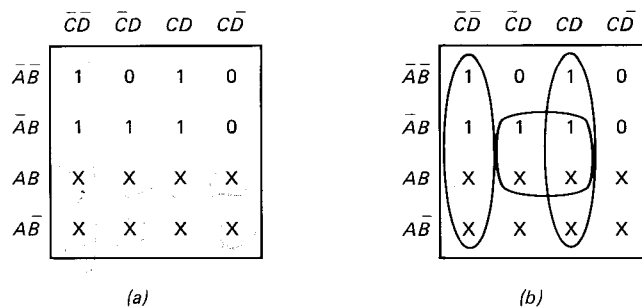 C̄D̄ C̄D CD CD̄ C̄D̄ C̄D CD CD̄
ĀB̄ 1 0 1 0 ĀB̄ 1 0 1 0
ĀB 1 1 1 0 ĀB 1 1 1 0
AB X X X X AB X X X X
AB̄ X X X X AB̄ X X X X
(a) (b)